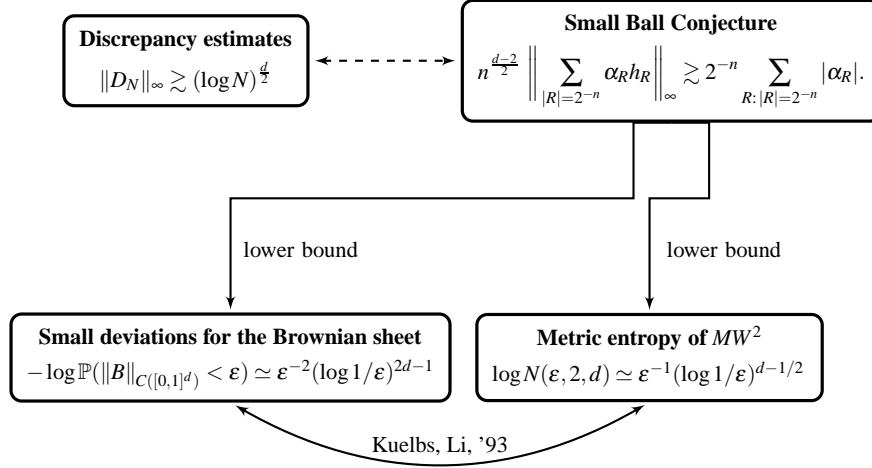 Discrepancy estimates
‖D_N‖_∞ ≳ (log N)^{d/2}
Small Ball Conjecture
n^{\frac{d-2}{2}} ‖ ∑_{|R|=2^{-n}} α_R h_R ‖_∞ ≳ 2^{-n} ∑_{R: |R|=2^{-n}} |α_R|.
lower bound
lower bound
Small deviations for the Brownian sheet
−log ℙ(‖B‖_{C([0,1]^d)} < ε) ≃ ε^{-2}(log 1/ε)^{2d−1}
Metric entropy of MW^2
log N(ε, 2, d) ≃ ε^{-1}(log 1/ε)^{d−1/2}
Kuelbs, Li, '93